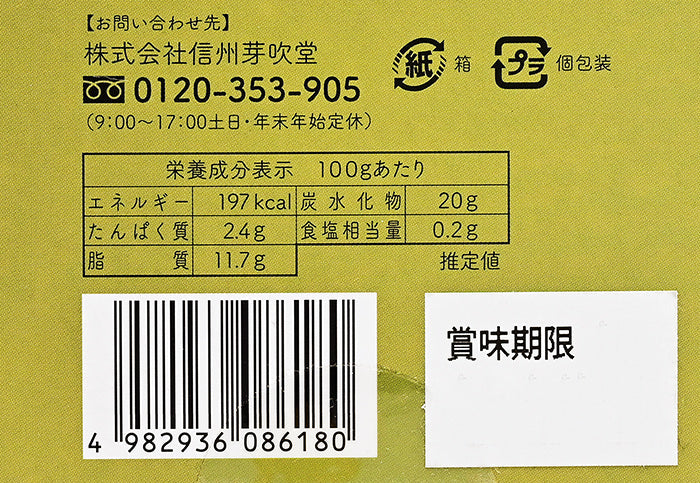 【お問い合わせ先】
株式会社信州芽吹堂
0120-353-905
（9:00〜17:00土日・年末年始定休）
紙 箱
プラ 個包装
栄養成分表示 100gあたり
エネルギー 197kcal 炭水化物 20g
たんぱく質 2.4g 食塩相当量 0.2g
脂質 11.7g 推定値
4 982936 086180
賞味期限